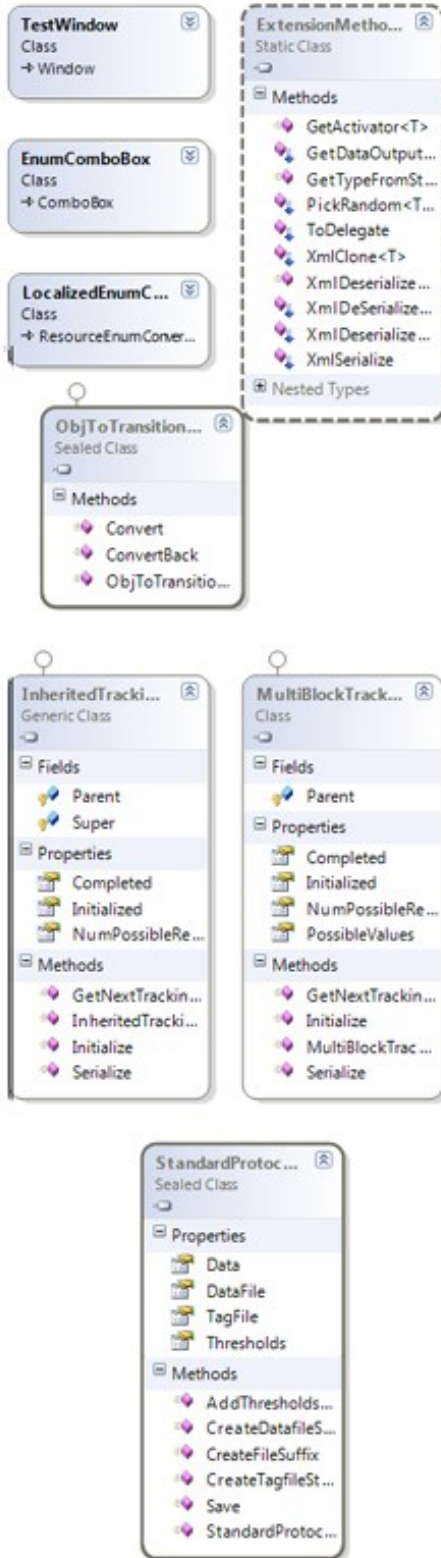 TestWindow
Class
Window
EnumComboBox
Class
ComboBox
LocalizedEnumC...
Class
ResourceEnumConver...
ExtensionMetho...
Static Class
Methods
GetActivator<T>
GetDataOutput...
GetTypeFromSt...
PickRandom<T...
ToDelegate
XmlClone<T>
XmlDeserialize...
XmlDeSerialize...
XmlDeserialize...
XmlSerialize
Nested Types
ObjToTransition...
Sealed Class
Methods
Convert
ConvertBack
ObjToTransitio...
InheritedTracki...
Generic Class
Fields
Parent
Super
Properties
Completed
Initialized
NumPossibleRe...
Methods
GetNextTrackin...
InheritedTracki...
Initialize
Serialize
MultiBlockTrack...
Class
Fields
Parent
Properties
Completed
Initialized
NumPossibleRe...
PossibleValues
Methods
GetNextTrackin...
Initialize
MultiBlockTrac...
Serialize
StandardProtoc...
Sealed Class
Properties
Data
DataFile
TagFile
Thresholds
Methods
AddThresholds...
CreateDatafileS...
CreateFileSuffix
CreateTagfileSt...
Save
StandardProtoc...